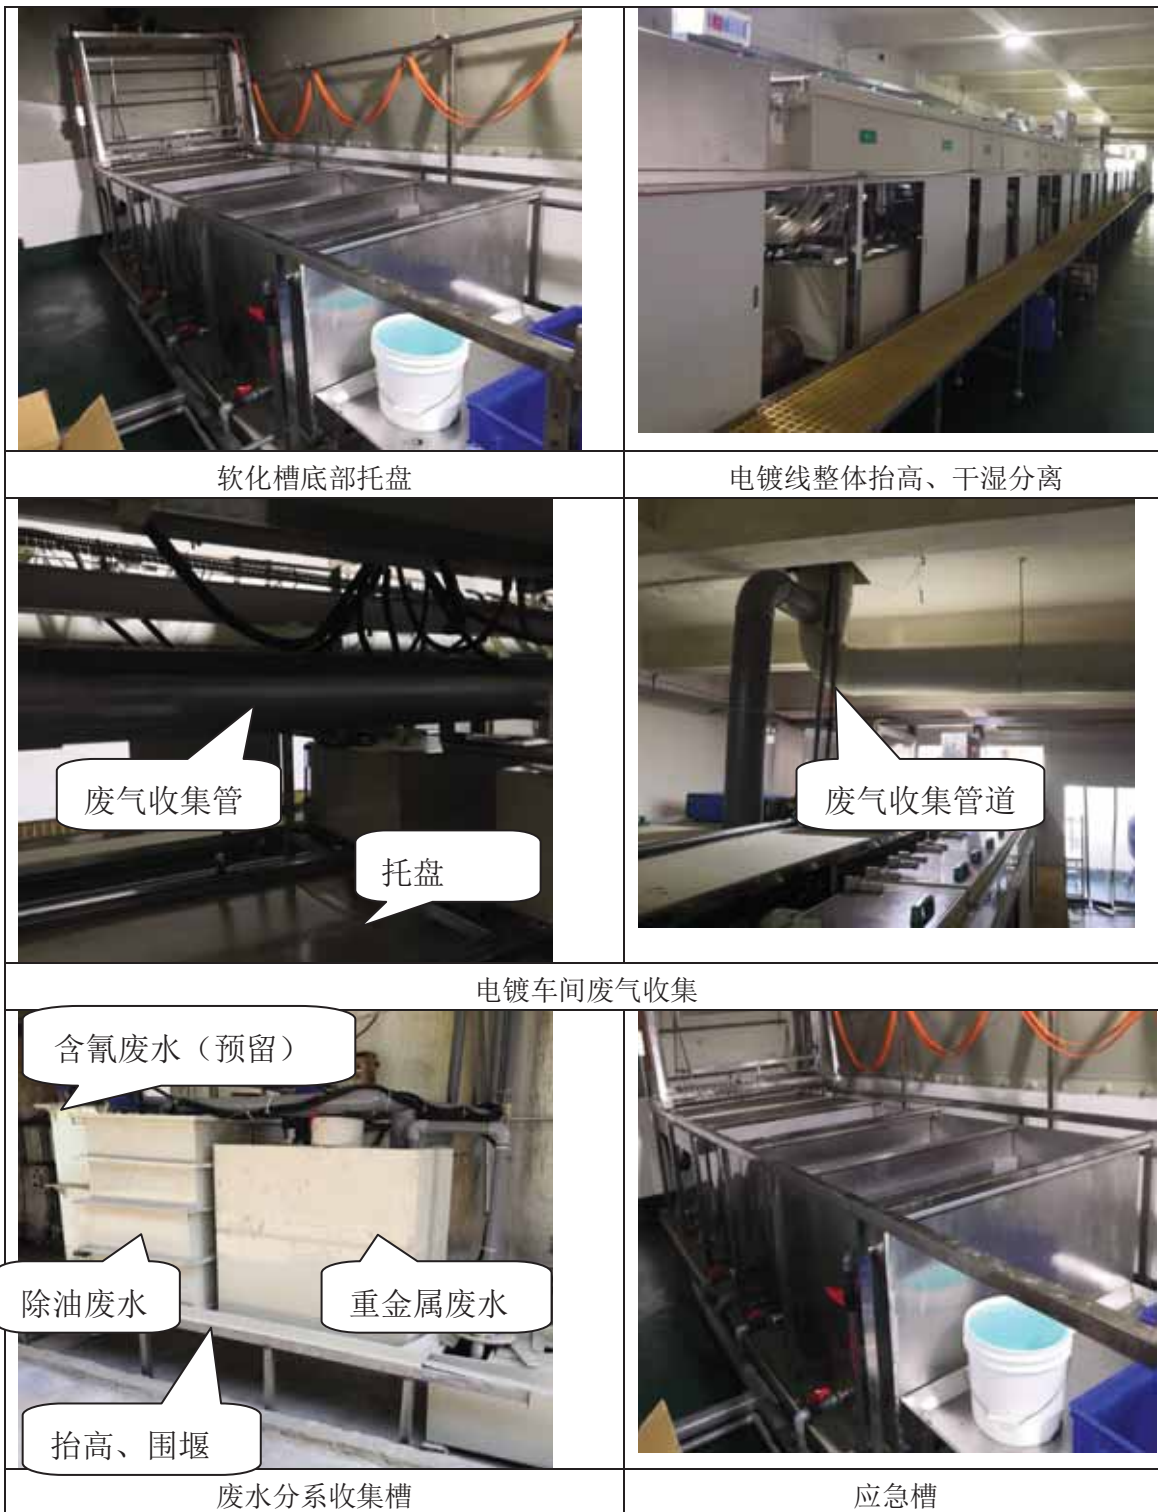 软化槽底部托盘
电镀线整体抬高、干湿分离
废气收集管
托盘
废气收集管道
电镀车间废气收集
含氰废水（预留）
除油废水
重金属废水
抬高、围堰
废水分系收集槽
应急槽